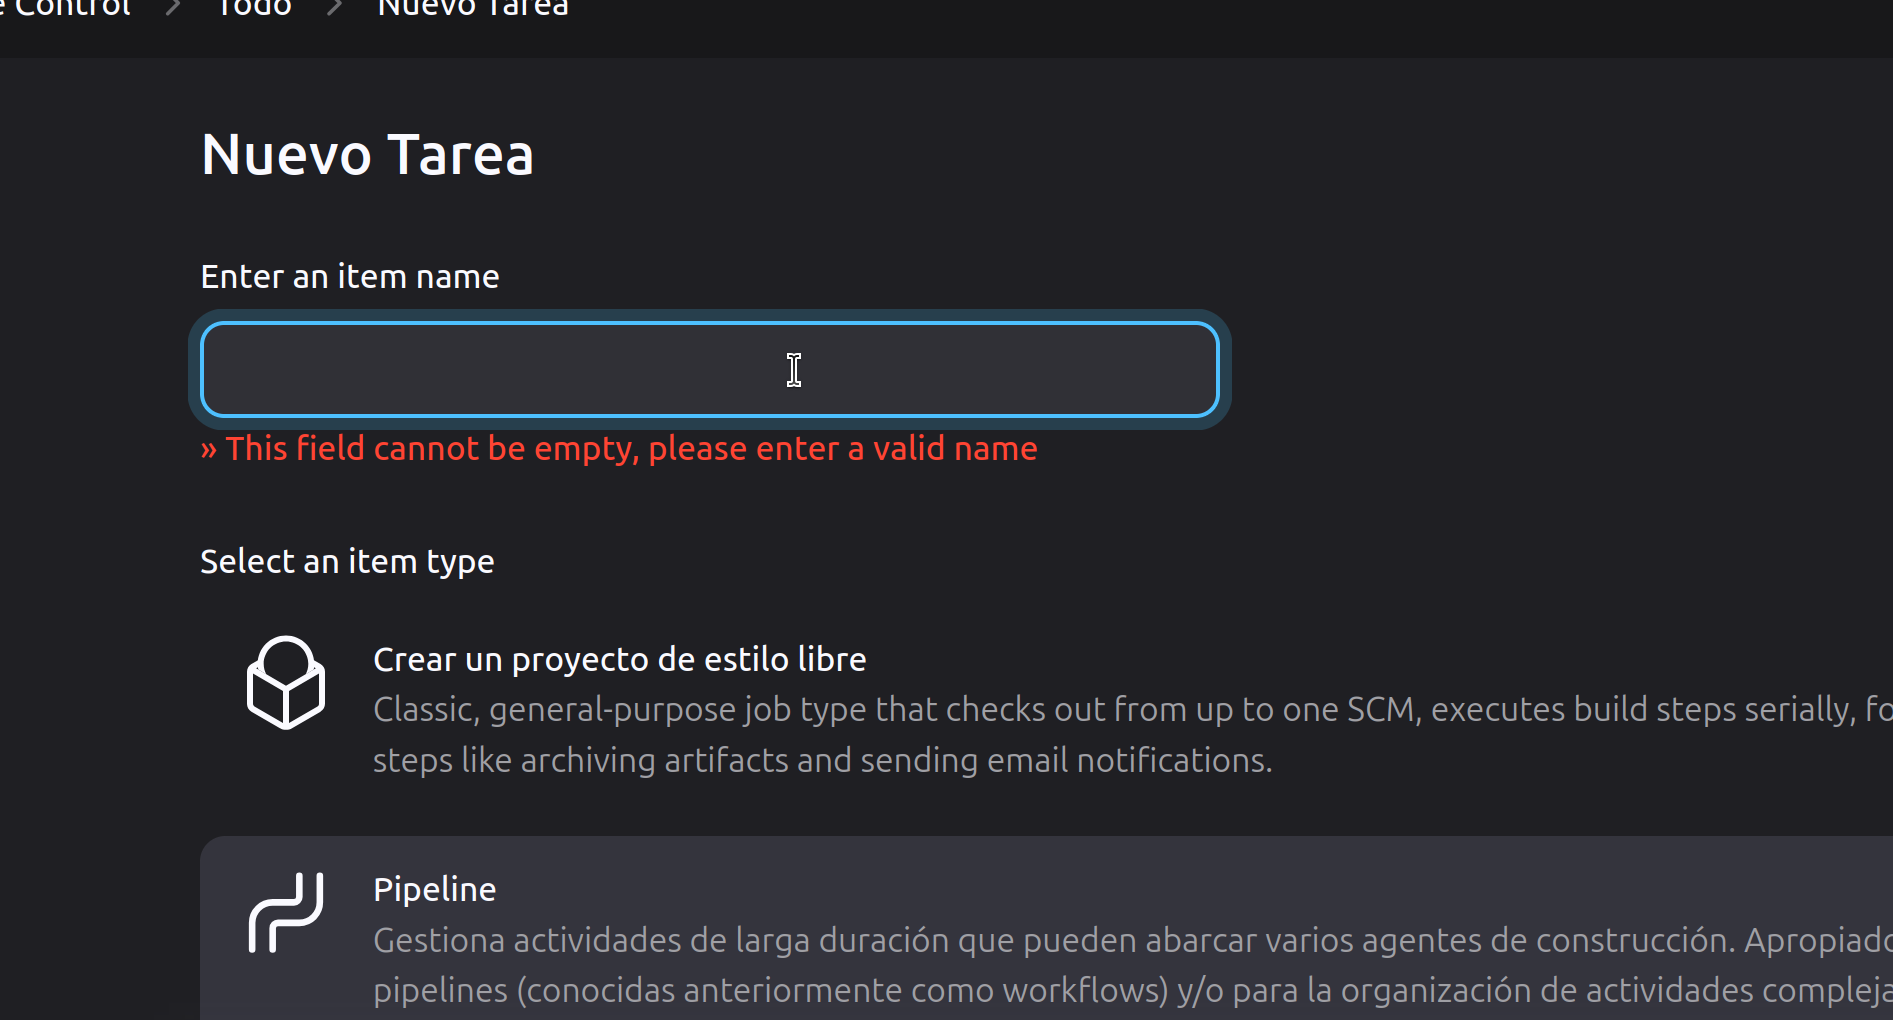 Control > Todo > Nuevo Tarea
Nuevo Tarea
Enter an item name
» This field cannot be empty, please enter a valid name
Select an item type
Crear un proyecto de estilo libre
Classic, general-purpose job type that checks out from up to one SCM, executes build steps serially,
steps like archiving artifacts and sending email notifications.
Pipeline
Gestiona actividades de larga duración que pueden abarcar varios agentes de construcción.
pipelines (conocidas anteriormente como workflows) y/o para la organización de actividades